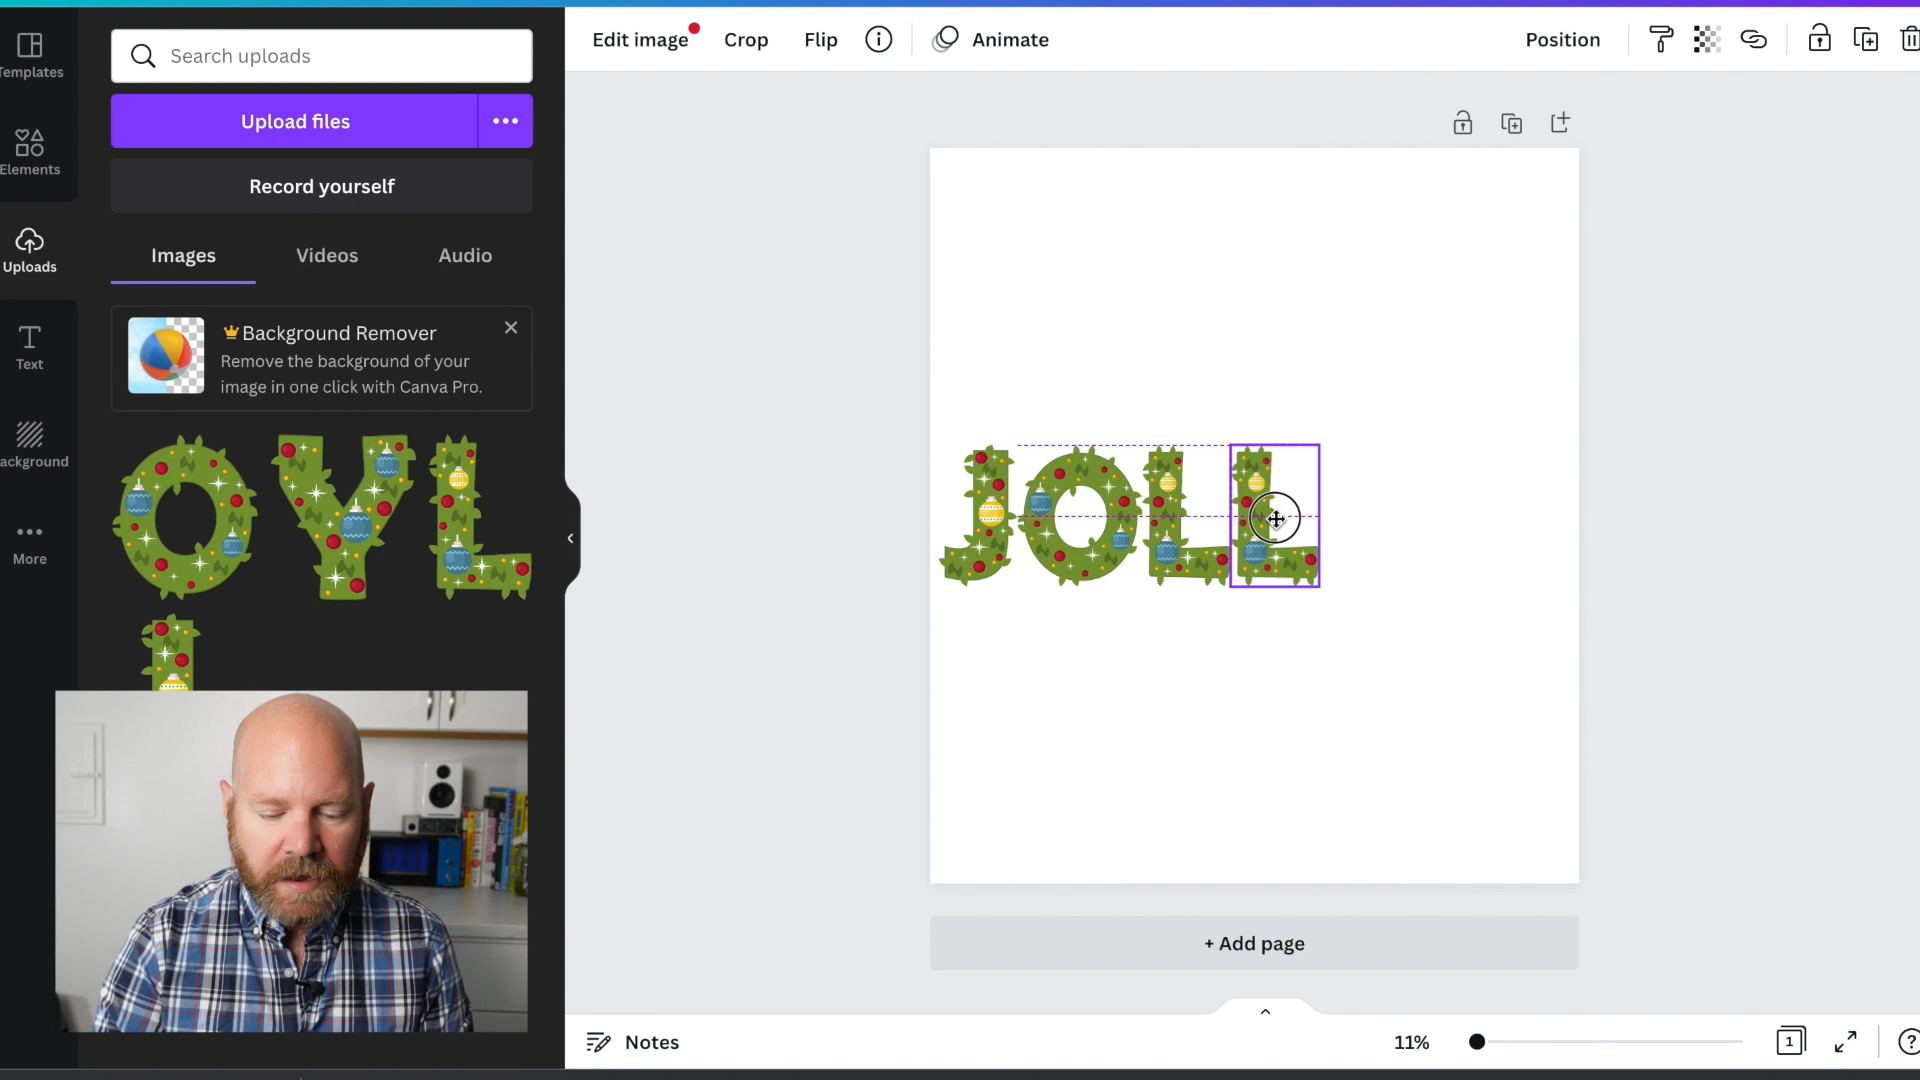 Edit image
Crop
Flip
Animate
Position
Templates
Elements
Uploads
Text
ackground
More
Search uploads
Upload files
Record yourself
Images
Videos
Audio
Background Remover
Remove the background of your
image in one click with Canva Pro.
OYL
J
JOLL
+ Add page
Notes
11%
1
?